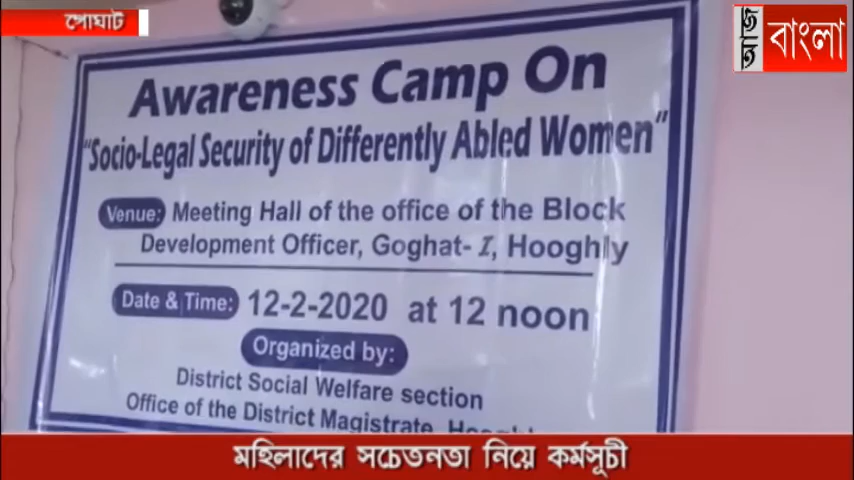 গোঘাট
আজ বাংলা
Awareness Camp On
"Socio-Legal Security of Differently Abled Women"
Venue: Meeting Hall of the office of the Block
Development Officer, Goghat- I, Hooghly
Date & Time: 12-2-2020 at 12 noon
Organized by:
District Social Welfare section
Office of the District Magistrate,
মহিলাদের সচেতনতা নিয়ে কর্মসূচী